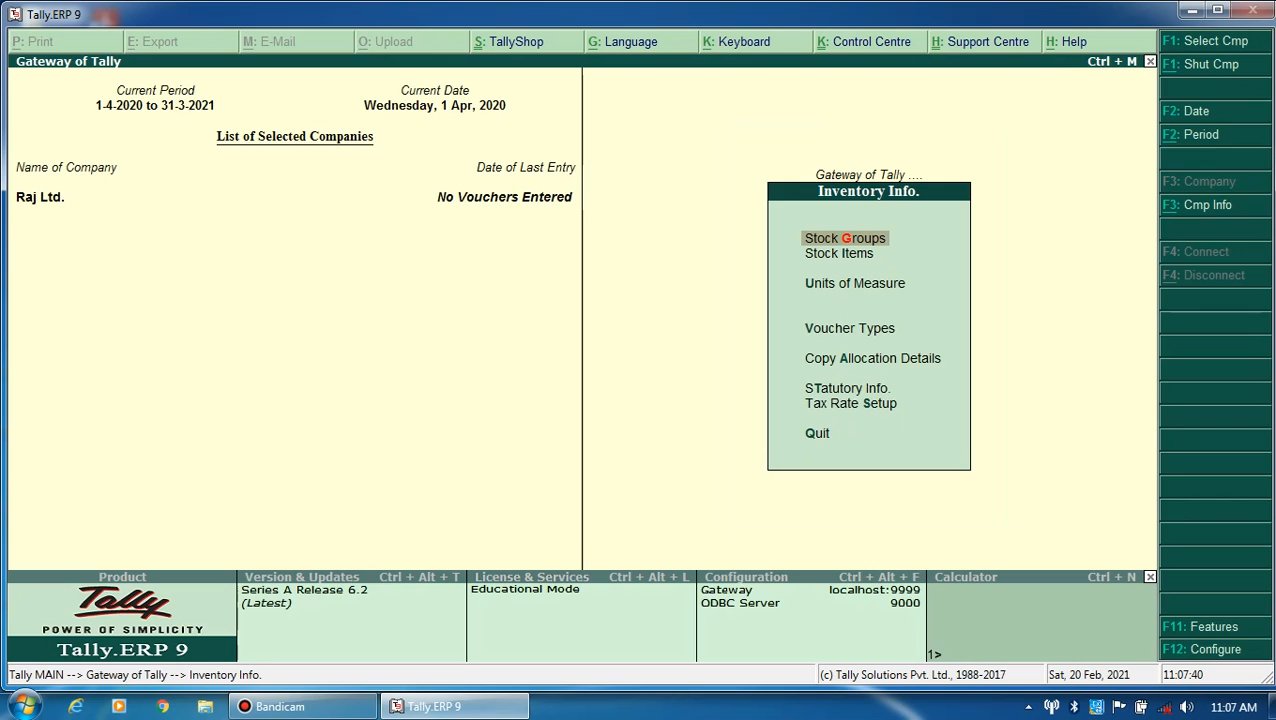 Tally.ERP 9
P: Print E: Export M: E-Mail O: Upload S: TallyShop G: Language K: Keyboard K: Control Centre H: Support Centre H: Help
Gateway of Tally Ctrl + M
Current Period Current Date
1-4-2020 to 31-3-2021 Wednesday, 1 Apr, 2020
List of Selected Companies
Name of Company Date of Last Entry
Raj Ltd. No Vouchers Entered
Gateway of Tally ....
Inventory Info.
Stock Groups
Stock Items
Units of Measure
Voucher Types
Copy Allocation Details
STatutory Info.
Tax Rate Setup
Quit
F1: Select Cmp
F1: Shut Cmp
F2: Date
F2: Period
F3: Company
F3: Cmp Info
F4: Connect
F4: Disconnect
F11: Features
F12: Configure
Product
Tally
POWER OF SIMPLICITY
Tally.ERP 9
Version & Updates Ctrl + Alt + T
Series A Release 6.2
(Latest)
License & Services Ctrl + Alt + L
Educational Mode
Configuration Ctrl + Alt + F
Gateway localhost:9999
ODBC Server 9000
Calculator Ctrl + N
1>
Tally MAIN --> Gateway of Tally --> Inventory Info. (c) Tally Solutions Pvt. Ltd., 1988-2017 Sat, 20 Feb, 2021 11:07:40
Bandicam Tally ERP 9 11:07 AM